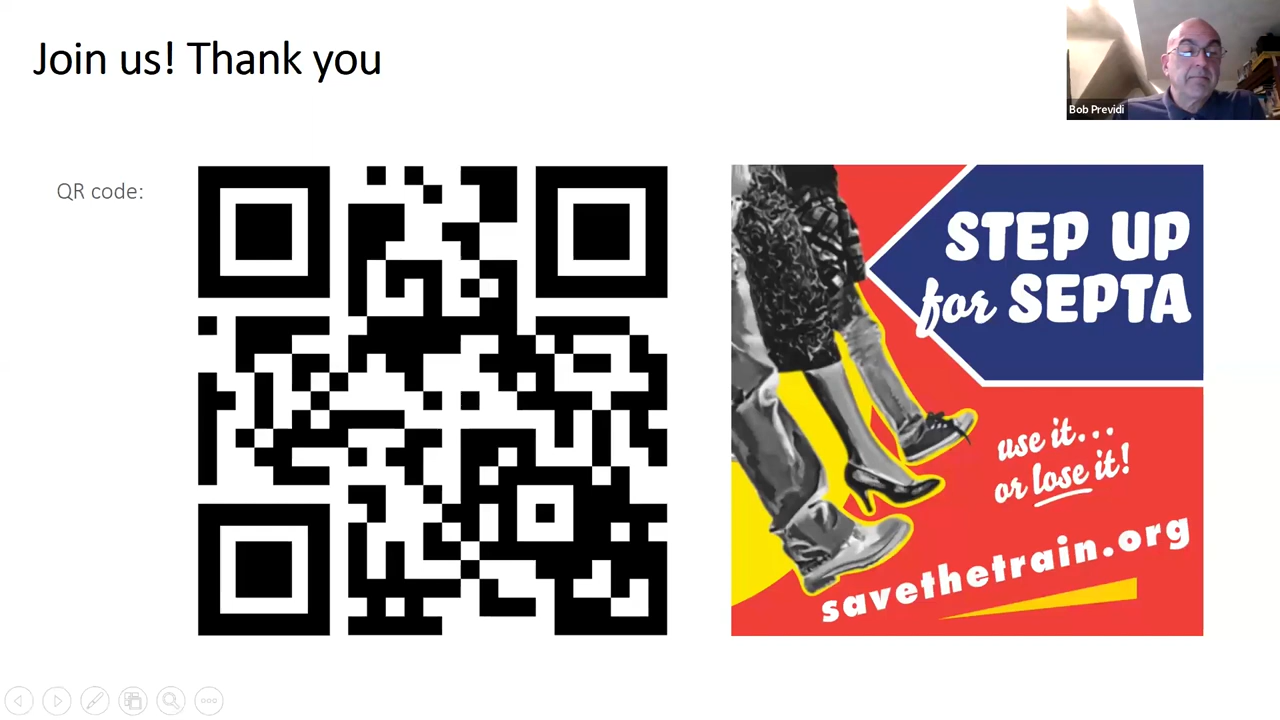 Join us! Thank you
Bob Previdi
QR code:
STEP UP
for SEPTA
use it...
or lose it!
savethetrain.org